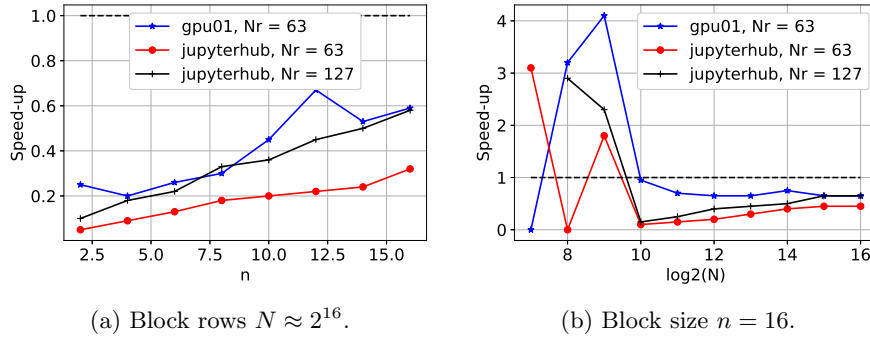 gpu01, Nr = 63
jupyterhub, Nr = 63
jupyterhub, Nr = 127
Speed-up
1.0
0.8
0.6
0.4
0.2
2.5 5.0 7.5 10.0 12.5 15.0
n
(a) Block rows N ≈ 2^16.
gpu01, Nr = 63
jupyterhub, Nr = 63
jupyterhub, Nr = 127
Speed-up
4
3
2
1
0
8 10 12 14 16
log2(N)
(b) Block size n = 16.